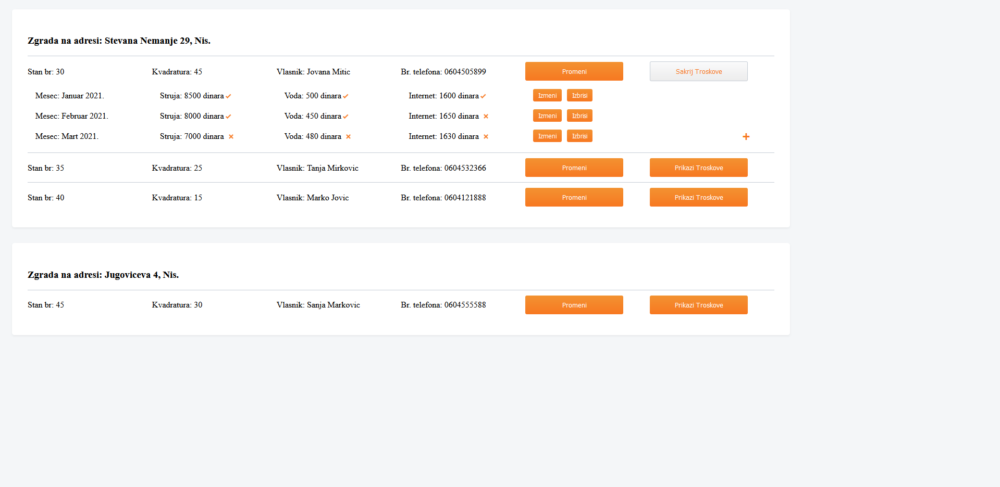 Zgrada na adresi: Stevana Nemanje 29, Nis.
Stan br: 30 Kvadratura: 45 Vlasnik: Jovana Mitic Br. telefona: 0604505899 Promeni Sakrij Troskove
Mesec: Januar 2021. Struja: 8500 dinara Voda: 500 dinara Internet: 1600 dinara Izmeni Izbrisi
Mesec: Februar 2021. Struja: 8000 dinara Voda: 450 dinara Internet: 1650 dinara Izmeni Izbrisi
Mesec: Mart 2021. Struja: 7000 dinara Voda: 480 dinara Internet: 1630 dinara Izmeni Izbrisi
Stan br: 35 Kvadratura: 25 Vlasnik: Tanja Mirkovic Br. telefona: 0604532366 Promeni Prikazi Troskove
Stan br: 40 Kvadratura: 15 Vlasnik: Marko Jovic Br. telefona: 0604121888 Promeni Prikazi Troskove
Zgrada na adresi: Jugoviceva 4, Nis.
Stan br: 45 Kvadratura: 30 Vlasnik: Sanja Markovic Br. telefona: 0604555588 Promeni Prikazi Troskove